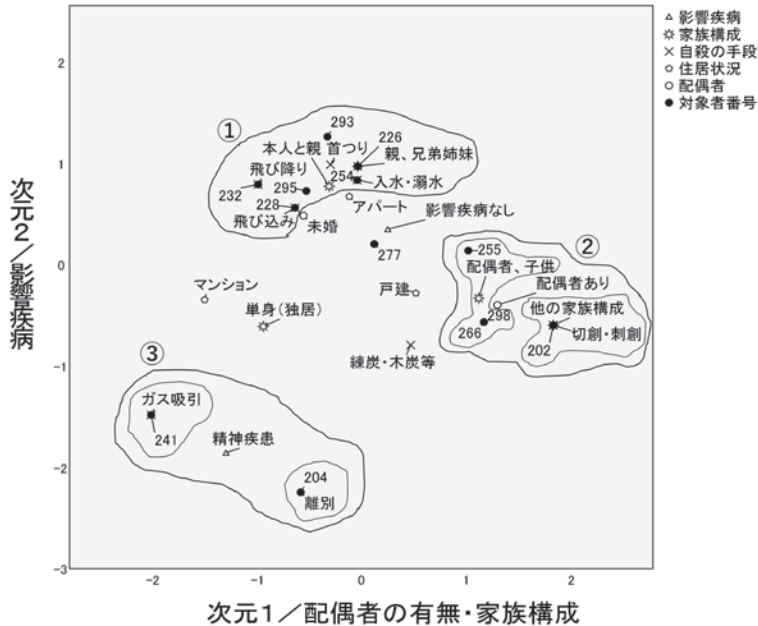 影響疾病
家族構成
自殺の手段
住居状況
配偶者
対象者番号
2
1
0
-1
-2
-3
次元2／影響疾病
①
293
226
本人と親 首つり
親、兄弟姉妹
飛び降り
254
入水・溺水
232
295
228
アパート
飛び込み
未婚
影響疾病なし
277
②
255
配偶者、子供
配偶者あり
マンション
戸建
単身（独居）
298
他の家族構成
266
切創・刺創
202
練炭・木炭等
③
ガス吸引
241
精神疾患
204
離別
-2
-1
0
1
2
次元1／配偶者の有無・家族構成